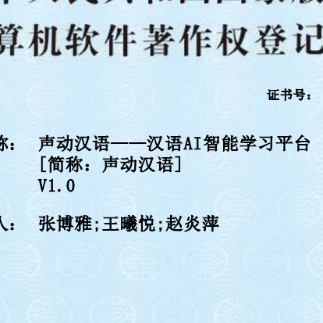 算机软件著作权登记
证书号：
称： 声动汉语——汉语AI智能学习平台
[简称：声动汉语]
V1.0
人： 张博雅;王曦悦;赵炎萍